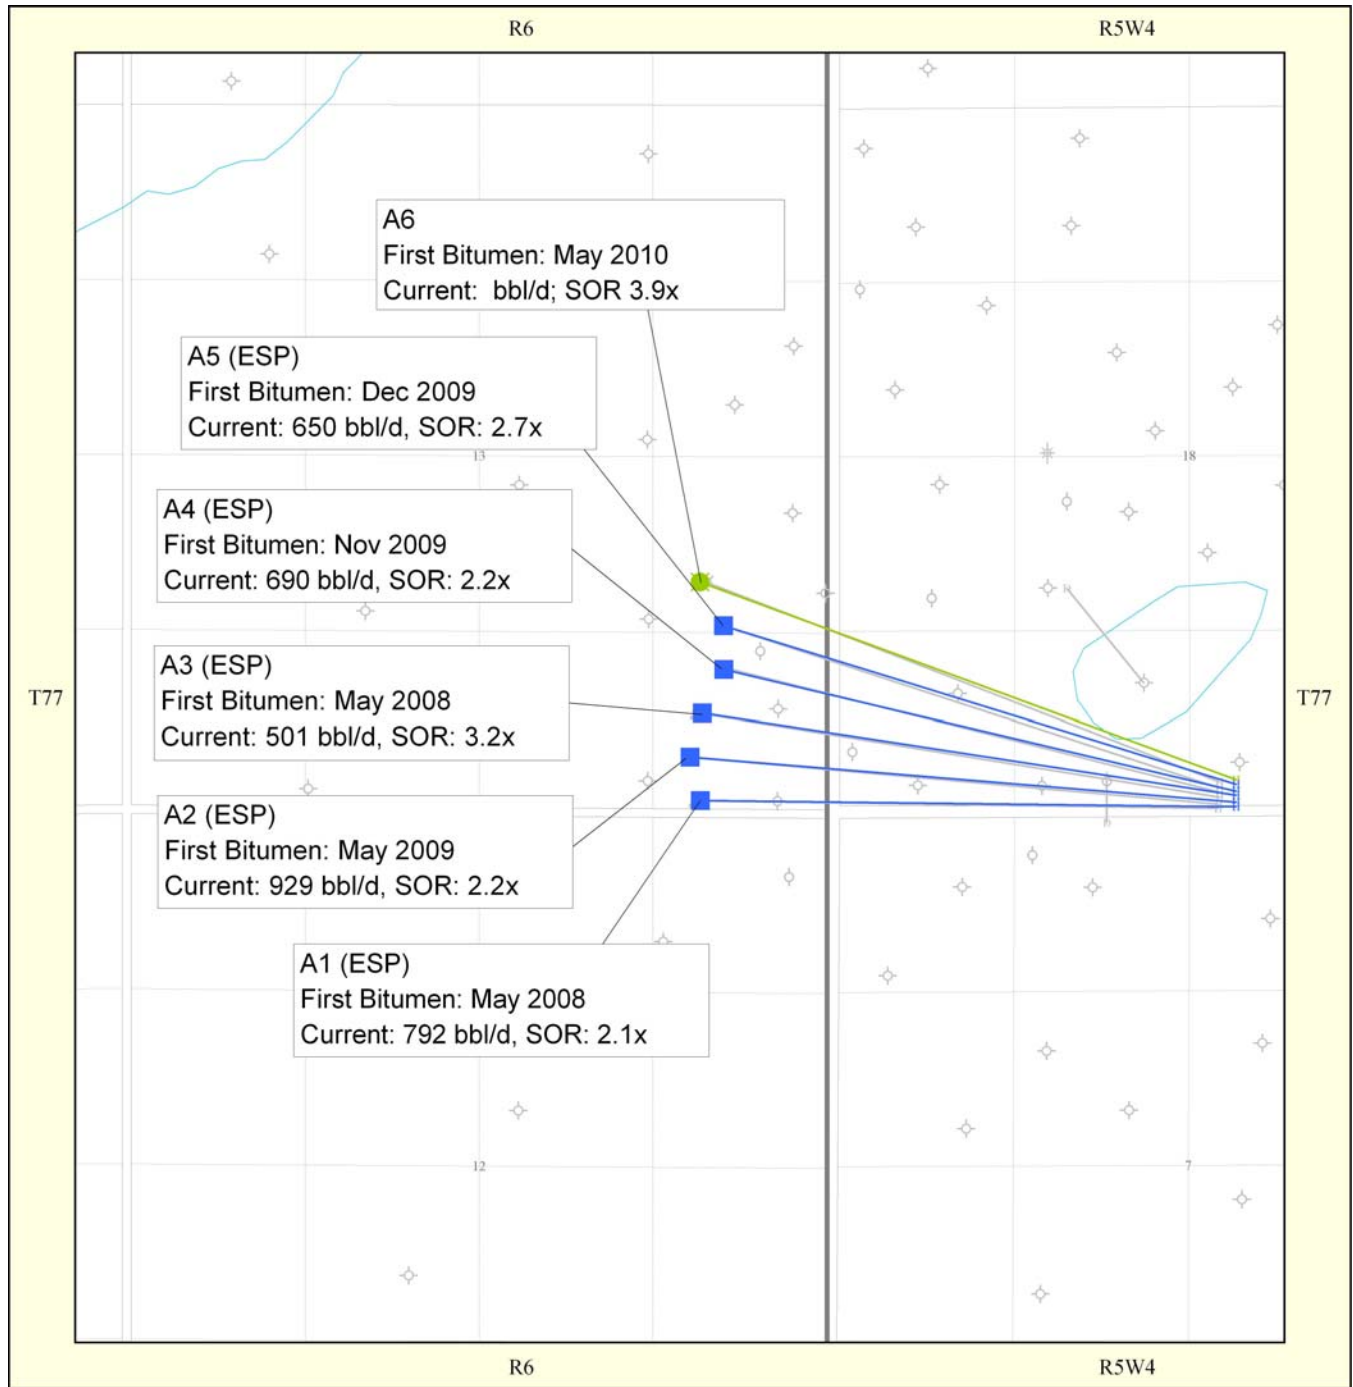 R6
R5W4
A6
First Bitumen: May 2010
Current:  bbl/d; SOR 3.9x
A5 (ESP)
First Bitumen: Dec 2009
Current: 650 bbl/d, SOR: 2.7x
13
18
A4 (ESP)
First Bitumen: Nov 2009
Current: 690 bbl/d, SOR: 2.2x
A3 (ESP)
First Bitumen: May 2008
Current: 501 bbl/d, SOR: 3.2x
T77
T77
A2 (ESP)
First Bitumen: May 2009
Current: 929 bbl/d, SOR: 2.2x
A1 (ESP)
First Bitumen: May 2008
Current: 792 bbl/d, SOR: 2.1x
12
7
R6
R5W4